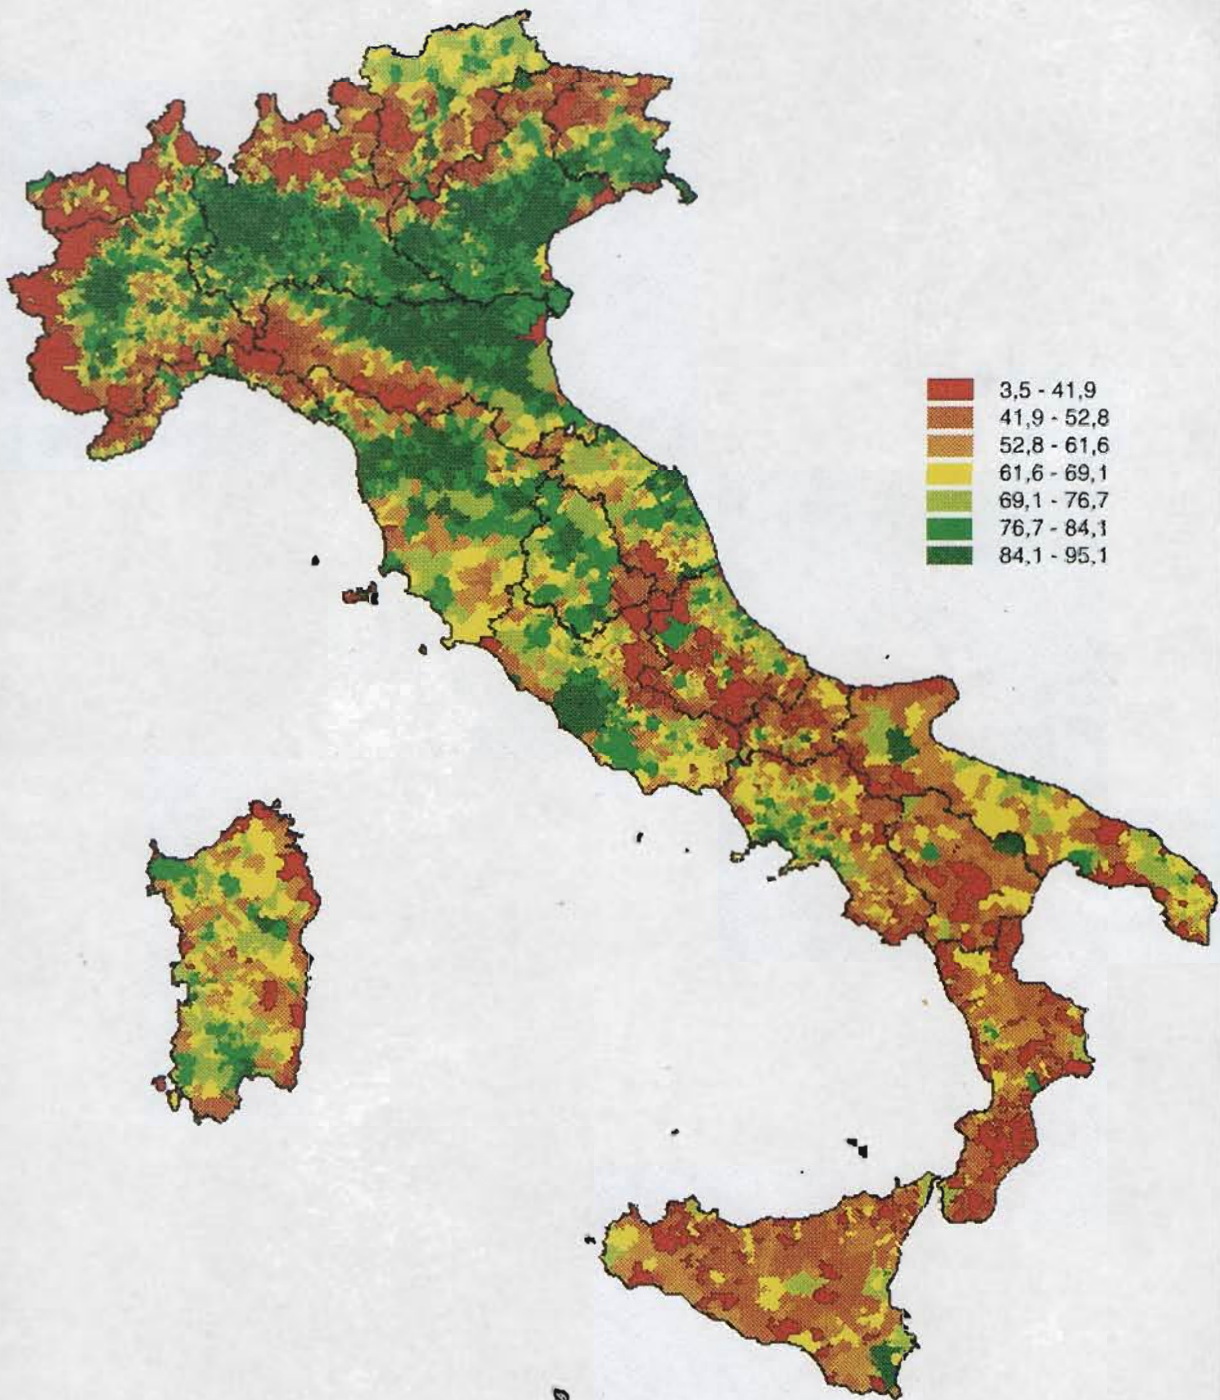 3,5 - 41,9
41,9 - 52,8
52,8 - 61,6
61,6 - 69,1
69,1 - 76,7
76,7 - 84,1
84,1 - 95,1